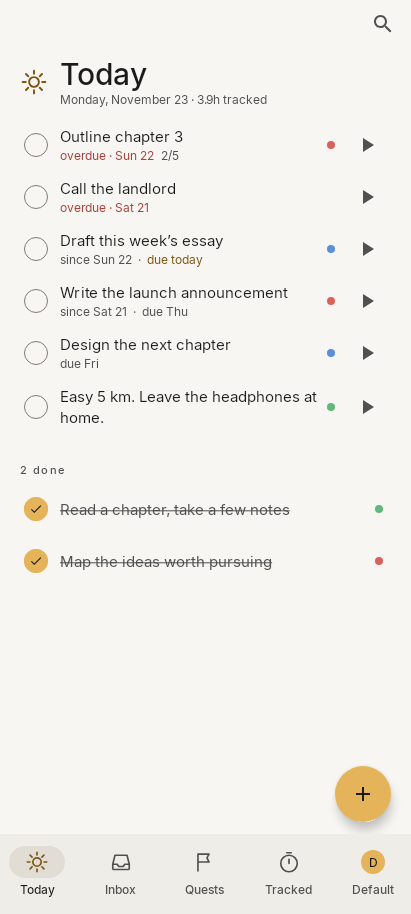 Today
Monday, November 23 · 3.9h tracked
Outline chapter 3
overdue · Sun 22 2/5
Call the landlord
overdue · Sat 21
Draft this week’s essay
since Sun 22 · due today
Write the launch announcement
since Sat 21 · due Thu
Design the next chapter
due Fri
Easy 5 km. Leave the headphones at
home.
2 done
Read a chapter, take a few notes
Map the ideas worth pursuing
D
Today Inbox Quests Tracked Default